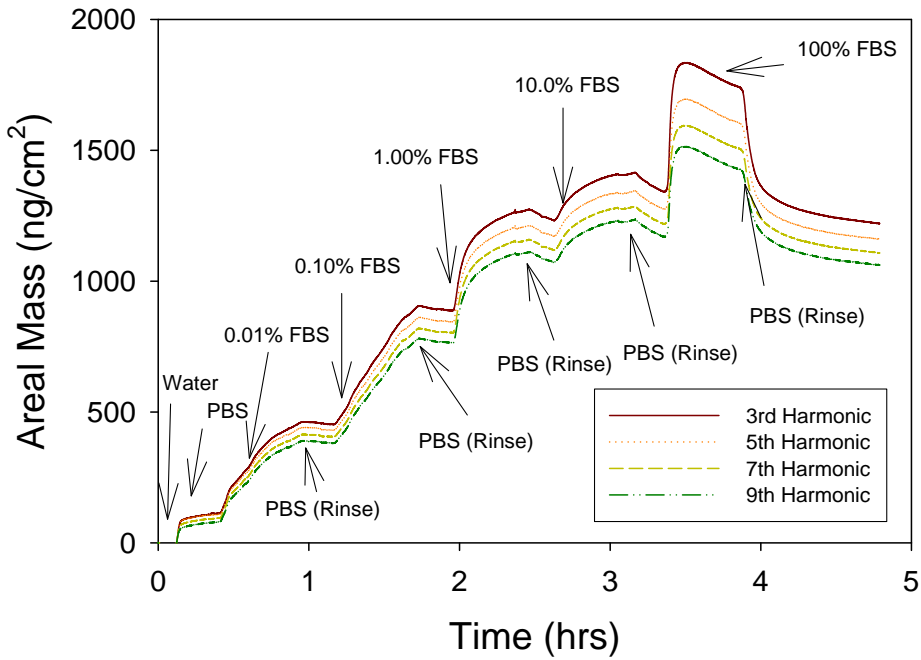 2000
100% FBS
10.0% FBS
1500
1.00% FBS
Areal Mass (ng/cm²)
1000
0.10% FBS
PBS (Rinse)
0.01% FBS
PBS (Rinse)
PBS (Rinse)
Water
PBS
500
PBS (Rinse)
3rd Harmonic
5th Harmonic
7th Harmonic
9th Harmonic
PBS (Rinse)
0
0 1 2 3 4 5
Time (hrs)